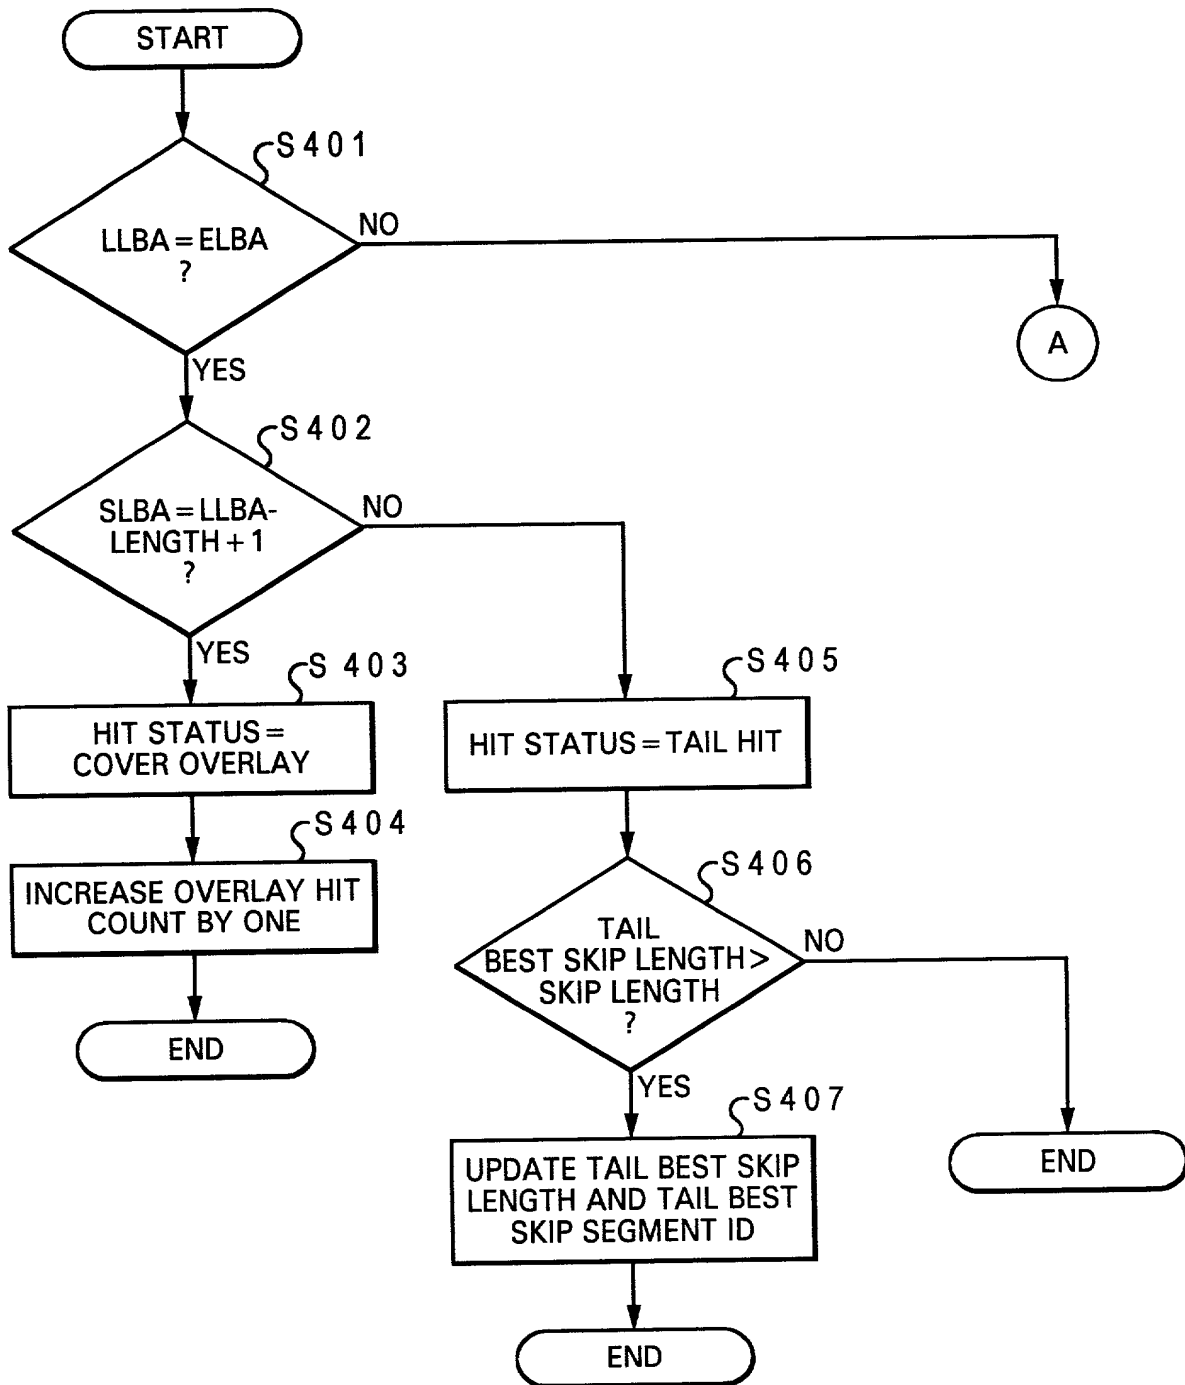 START
S401
LLBA=ELBA
?
NO
A
YES
S402
SLBA=LLBA-
LENGTH+1
?
NO
YES
S 403
HIT STATUS=
COVER OVERLAY
S405
HIT STATUS=TAIL HIT
S404
INCREASE OVERLAY HIT
COUNT BY ONE
END
S406
TAIL
BEST SKIP LENGTH>
SKIP LENGTH
?
NO
YES
END
S407
UPDATE TAIL BEST SKIP
LENGTH AND TAIL BEST
SKIP SEGMENT ID
END